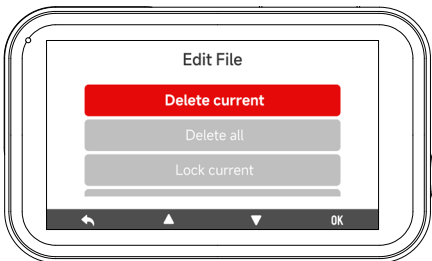 Edit File
Delete current
Delete all
Lock current
OK